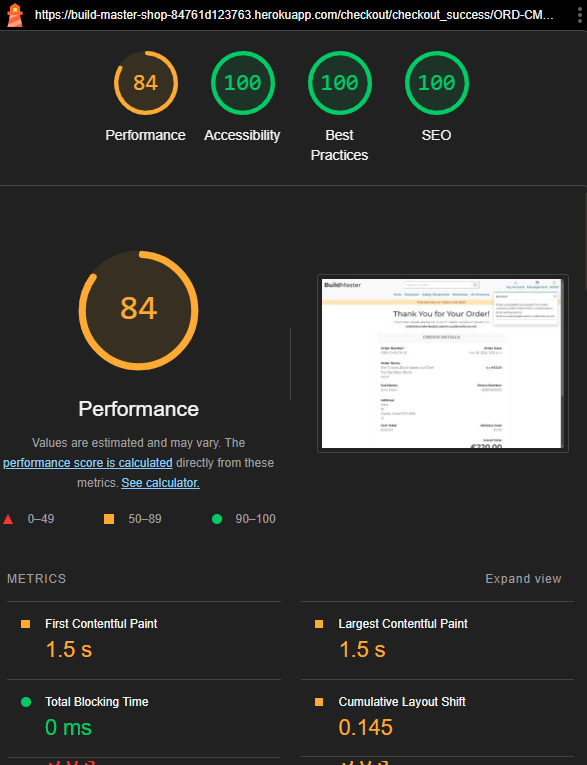 https://build-master-shop-84761d123763.herokuapp.com/checkout/checkout_success/ORD-CM...
84
100
100
100
Performance
Accessibility
Best
Practices
SEO
84
Performance
Values are estimated and may vary. The
performance score is calculated directly from these
metrics. See calculator.
0–49
50–89
90–100
BuildMaster
Thank You for Your Order!
ORDER DETAILS
METRICS
Expand view
First Contentful Paint
1.5 s
Largest Contentful Paint
1.5 s
Total Blocking Time
0 ms
Cumulative Layout Shift
0.145